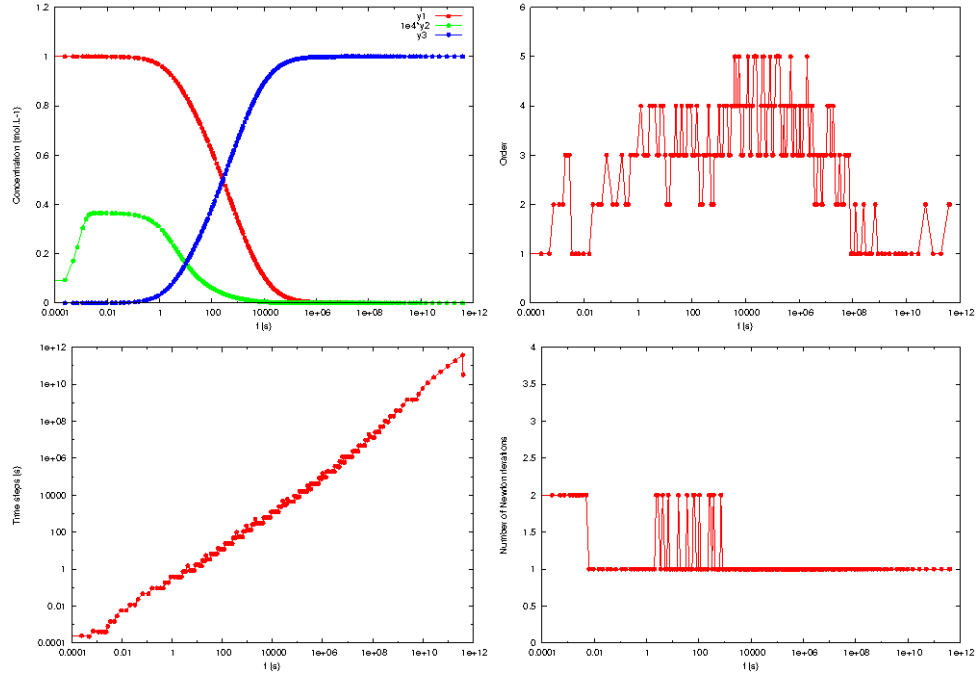 1.2
1
0.8
0.6
0.4
0.2
0
0.0001 0.01 1 100 10000 1e+06 1e+08 1e+10 1e+12
Concentration (mol.L-1)
t (s)
y1
1e4*y2
y3
6
5
4
3
2
1
0
0.0001 0.01 1 100 10000 1e+06 1e+08 1e+10 1e+12
Order
t (s)
1e+12
1e+10
1e+08
1e+06
10000
100
1
0.01
0.0001
0.0001 0.01 1 100 10000 1e+06 1e+08 1e+10 1e+12
Time steps (s)
t (s)
4
3.5
3
2.5
2
1.5
1
0.5
0
0.0001 0.01 1 100 10000 1e+06 1e+08 1e+10 1e+12
Number of Newton iterations
t (s)